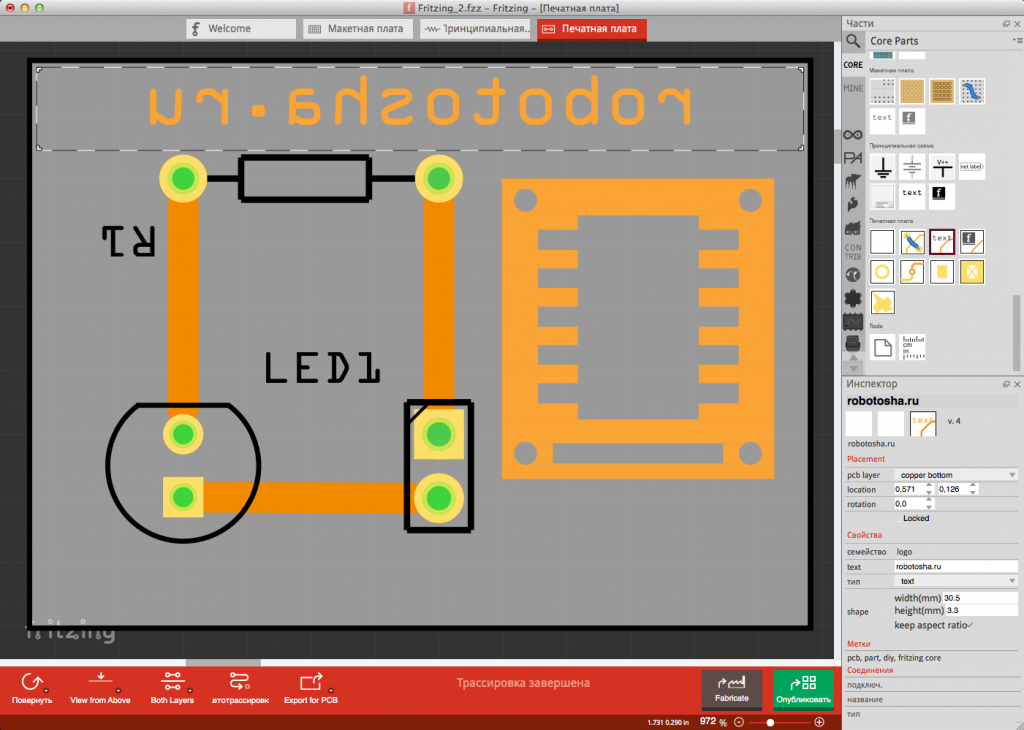 Fritzing_2.fzz – Fritzing – [Печатная плата]
Welcome
Макетная плата
Принципиальная..
Печатная плата
robotosha.ru
R1
LED1
fritzing
Части
Core Parts
CORE
MINE
CON
TRIB
Макетная плата
text
Принципиальная схема
V++
net label
text
Печатная плата
text
Tools
cm
in
Инспектор
robotosha.ru
text
v. 4
robotosha.ru
Placement
pcb layer copper bottom
location 0,571 0,126
rotation 0,0
Locked
Свойства
семейство logo
text robotosha.ru
тип text
shape
width(mm) 30.5
height(mm) 3.3
keep aspect ratio
Метки
pcb, part, diy, fritzing core
Соединения
подключ.
название
тип
Повернуть
View from Above
Both Layers
автотрассировк
Export for PCB
Трассировка завершена
Fabricate
Опубликовать
1.731 0.290 in
972 %